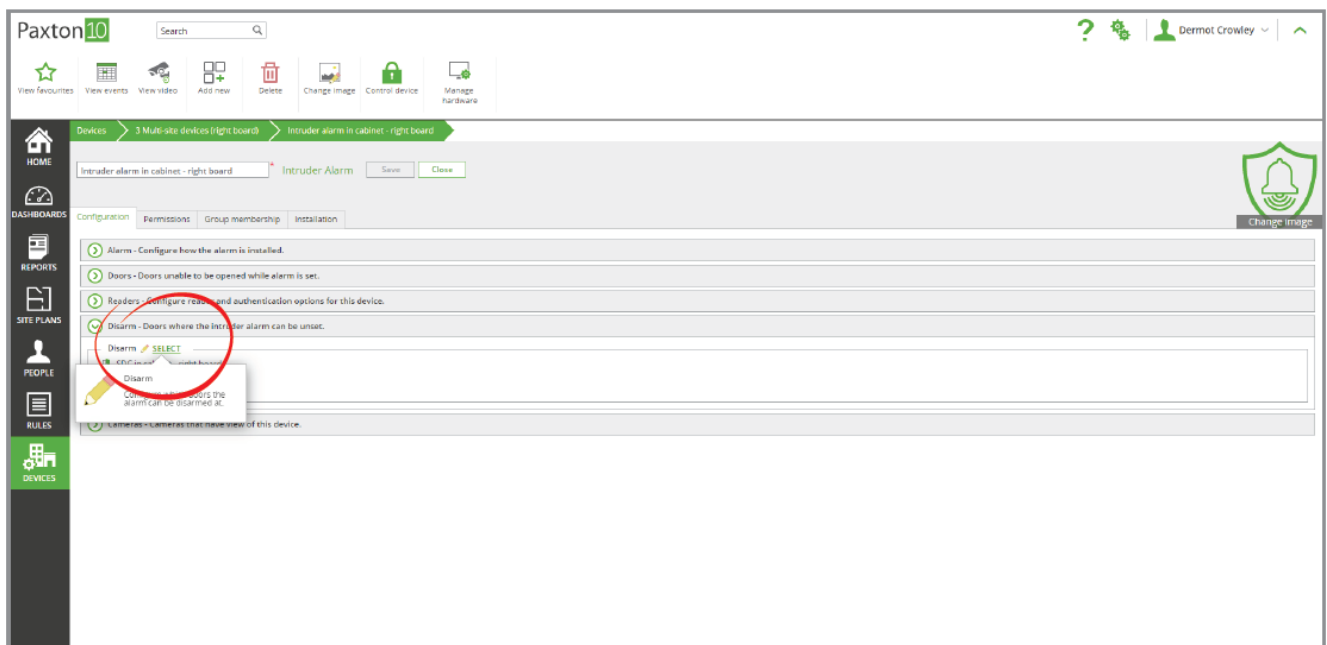 Paxton10
Search
Dermot Crowley
View favourites
View events
View video
Add new
Delete
Change image
Control device
Manage
hardware
Devices
3 Multi-site devices (right board)
Intruder alarm in cabinet - right board
HOME
Intruder alarm in cabinet - right board
*
Intruder Alarm
Save
Close
DASHBOARDS
Change image
Configuration
Permissions
Group membership
Installation
Alarm - Configure how the alarm is installed.
REPORTS
Doors - Doors unable to be opened while alarm is set.
Readers - Configure reader and authentication options for this device.
SITE PLANS
Disarm - Doors where the intruder alarm can be unset.
Disarm SELECT
PEOPLE
Disarm
doors the
alarm can be disarmed at.
RULES
Cameras - Cameras that have view of this device.
DEVICES